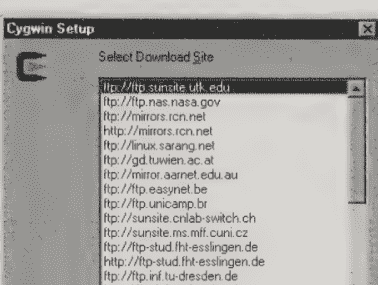 Cygwin Setup
Select Download Site
ftp://ftp.sunsite.utk.edu
ftp://ftp.nas.nasa.gov
ftp://mirrors.rcn.net
http://mirrors.rcn.net
ftp://linux.sarang.net
ftp://gd.tuwien.ac.at
ftp://mirror.aarnet.edu.au
ftp://ftp.easynet.be
ftp://ftp.unicamp.br
ftp://sunsite.cnlab-switch.ch
ftp://sunsite.ms.mff.cuni.cz
ftp://ftp-stud.fht-esslingen.de
http://ftp-stud.fht-esslingen.de
ftp://ftp.inf.tu-dresden.de